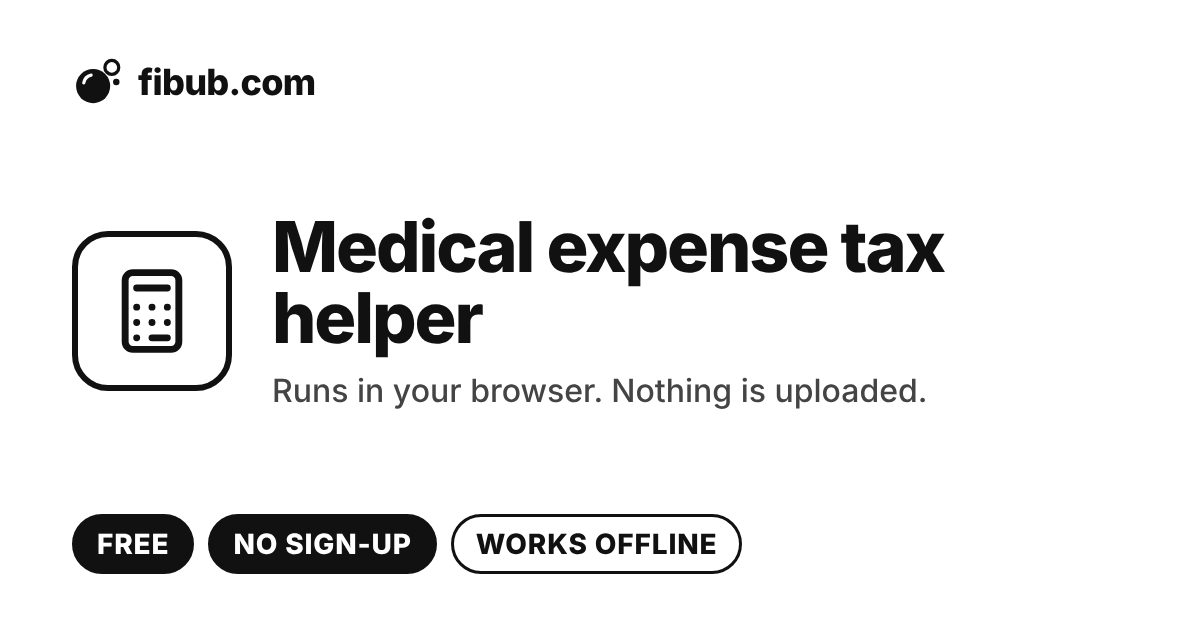 fibub.com
Medical expense tax
helper
Runs in your browser. Nothing is uploaded.
FREE
NO SIGN-UP
WORKS OFFLINE